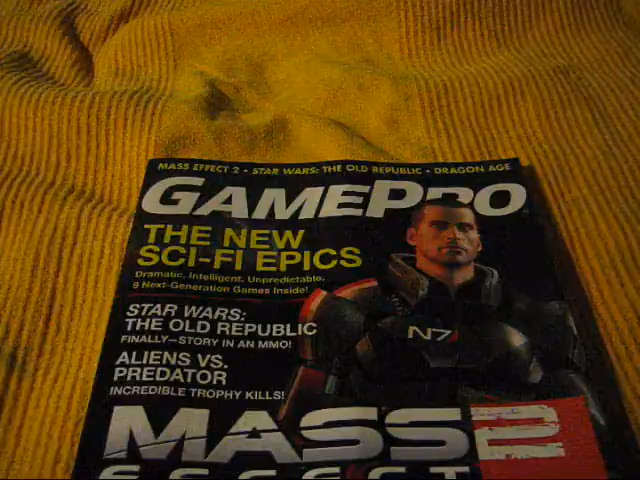 MASS EFFECT 2 • STAR WARS: THE OLD REPUBLIC • DRAGON AGE
GAMEPRO
THE NEW
SCI-FI EPICS
Dramatic. Intelligent. Unpredictable.
9 Next-Generation Games Inside!
STAR WARS:
THE OLD REPUBLIC
FINALLY—STORY IN AN MMO!
ALIENS VS.
PREDATOR
INCREDIBLE TROPHY KILLS!
N7
MASS 2
EFFECT